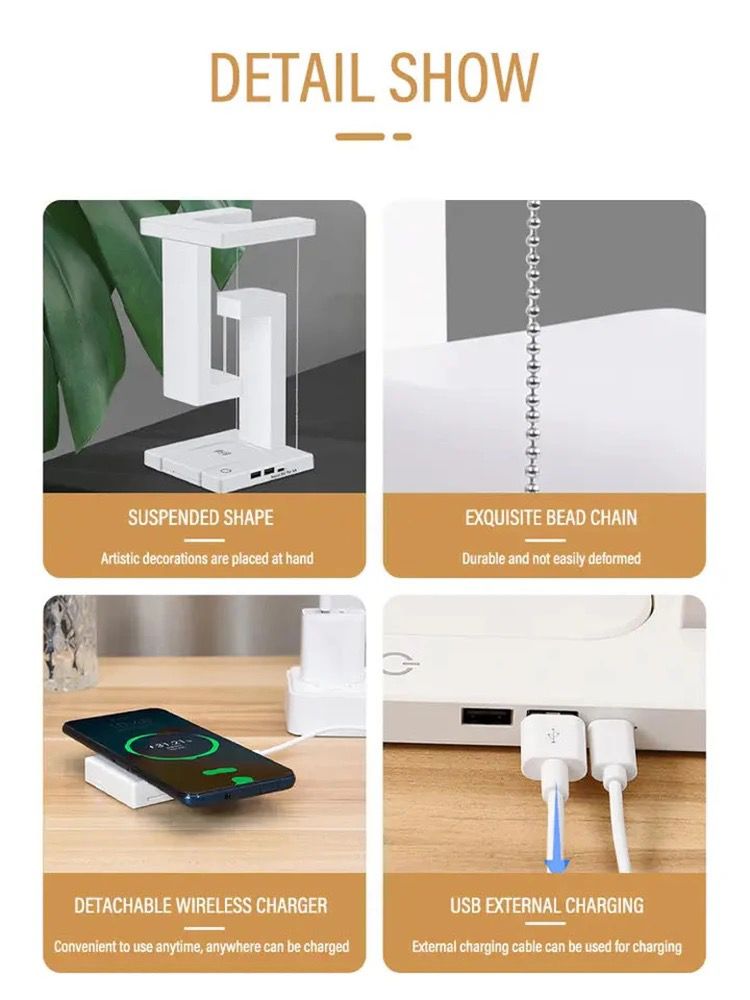 DETAIL SHOW
SUSPENDED SHAPE
Artistic decorations are placed at hand
EXQUISITE BEAD CHAIN
Durable and not easily deformed
DETACHABLE WIRELESS CHARGER
Convenient to use anytime, anywhere can be charged
USB EXTERNAL CHARGING
External charging cable can be used for charging